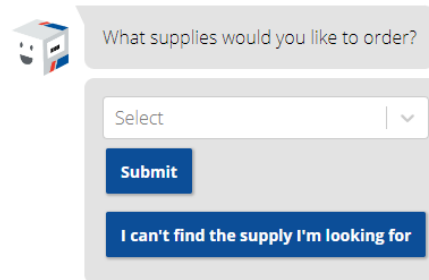 What supplies would you like to order?
Select
Submit
I can't find the supply I'm looking for